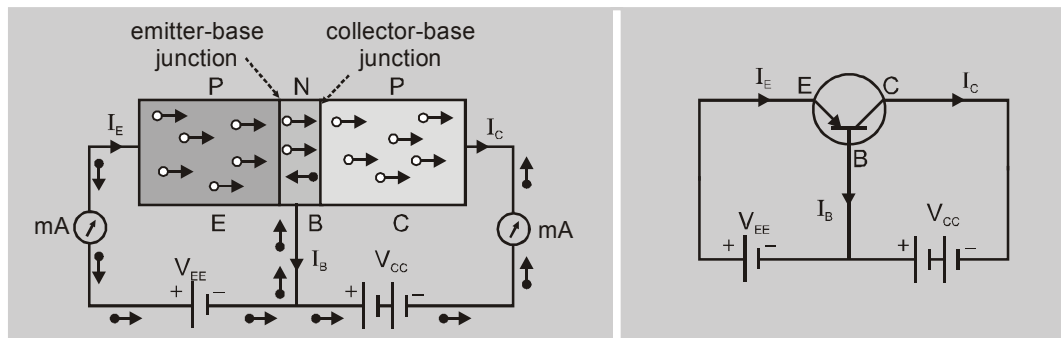 emitter-base junction
collector-base junction
P N P
I_E
I_C
E B C
mA
mA
I_B
V_EE
V_CC
+ −
+ −
I_E E C I_C
B
I_B
V_EE
V_CC
+ −
+ −